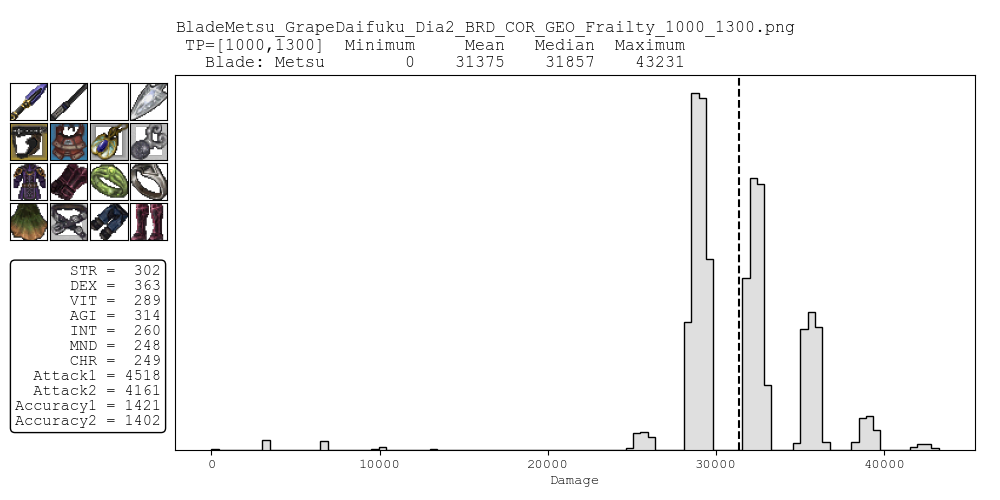 BladeMetsu_GrapeDaifuku_Dia2_BRD_COR_GEO_Frailty_1000_1300.png
TP=[1000,1300] Minimum Mean Median Maximum
Blade: Metsu 0 31375 31857 43231
STR = 302
DEX = 363
VIT = 289
AGI = 314
INT = 260
MND = 248
CHR = 249
Attack1 = 4518
Attack2 = 4161
Accuracy1 = 1421
Accuracy2 = 1402
0 10000 20000 30000 40000
Damage